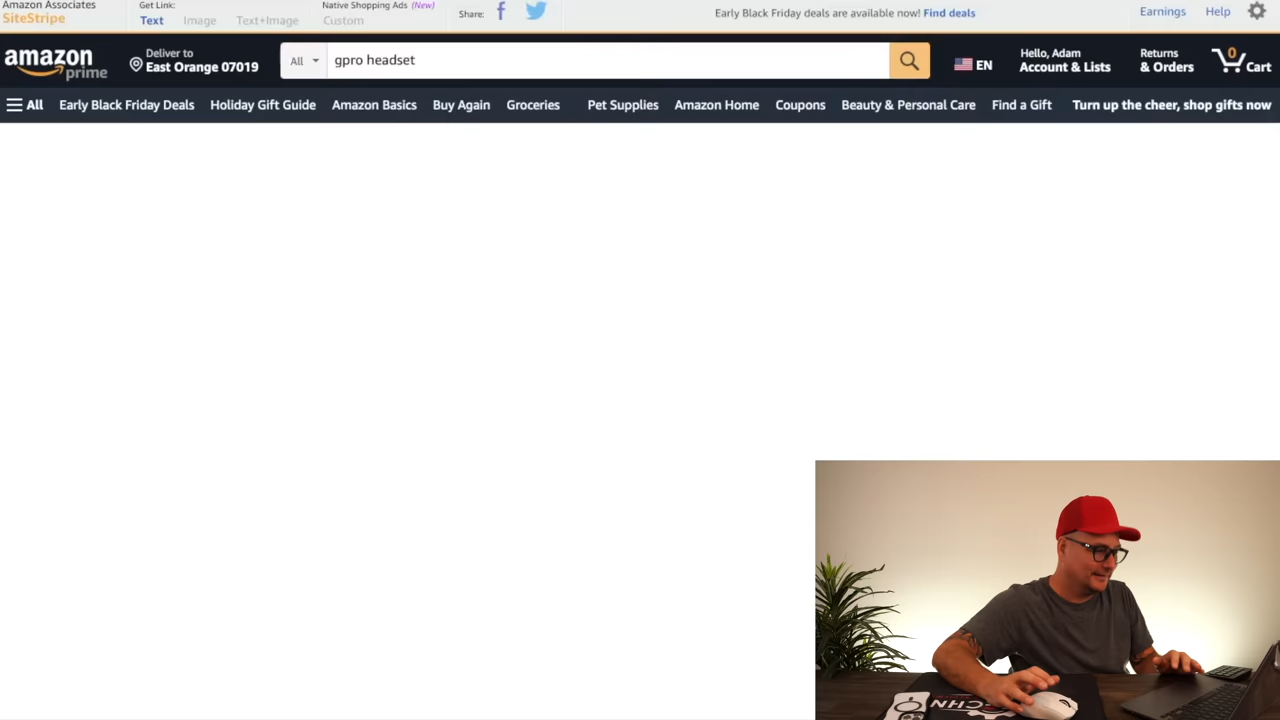 Amazon Associates
SiteStripe
Get Link:
Text Image Text+Image
Native Shopping Ads (New)
Custom
Share:
Early Black Friday deals are available now! Find deals
Earnings Help
amazon
prime
Deliver to
East Orange 07019
All
gpro headset
EN
Hello, Adam
Account & Lists
Returns
& Orders
0
Cart
All Early Black Friday Deals Holiday Gift Guide Amazon Basics Buy Again Groceries Pet Supplies Amazon Home Coupons Beauty & Personal Care Find a Gift Turn up the cheer, shop gifts now